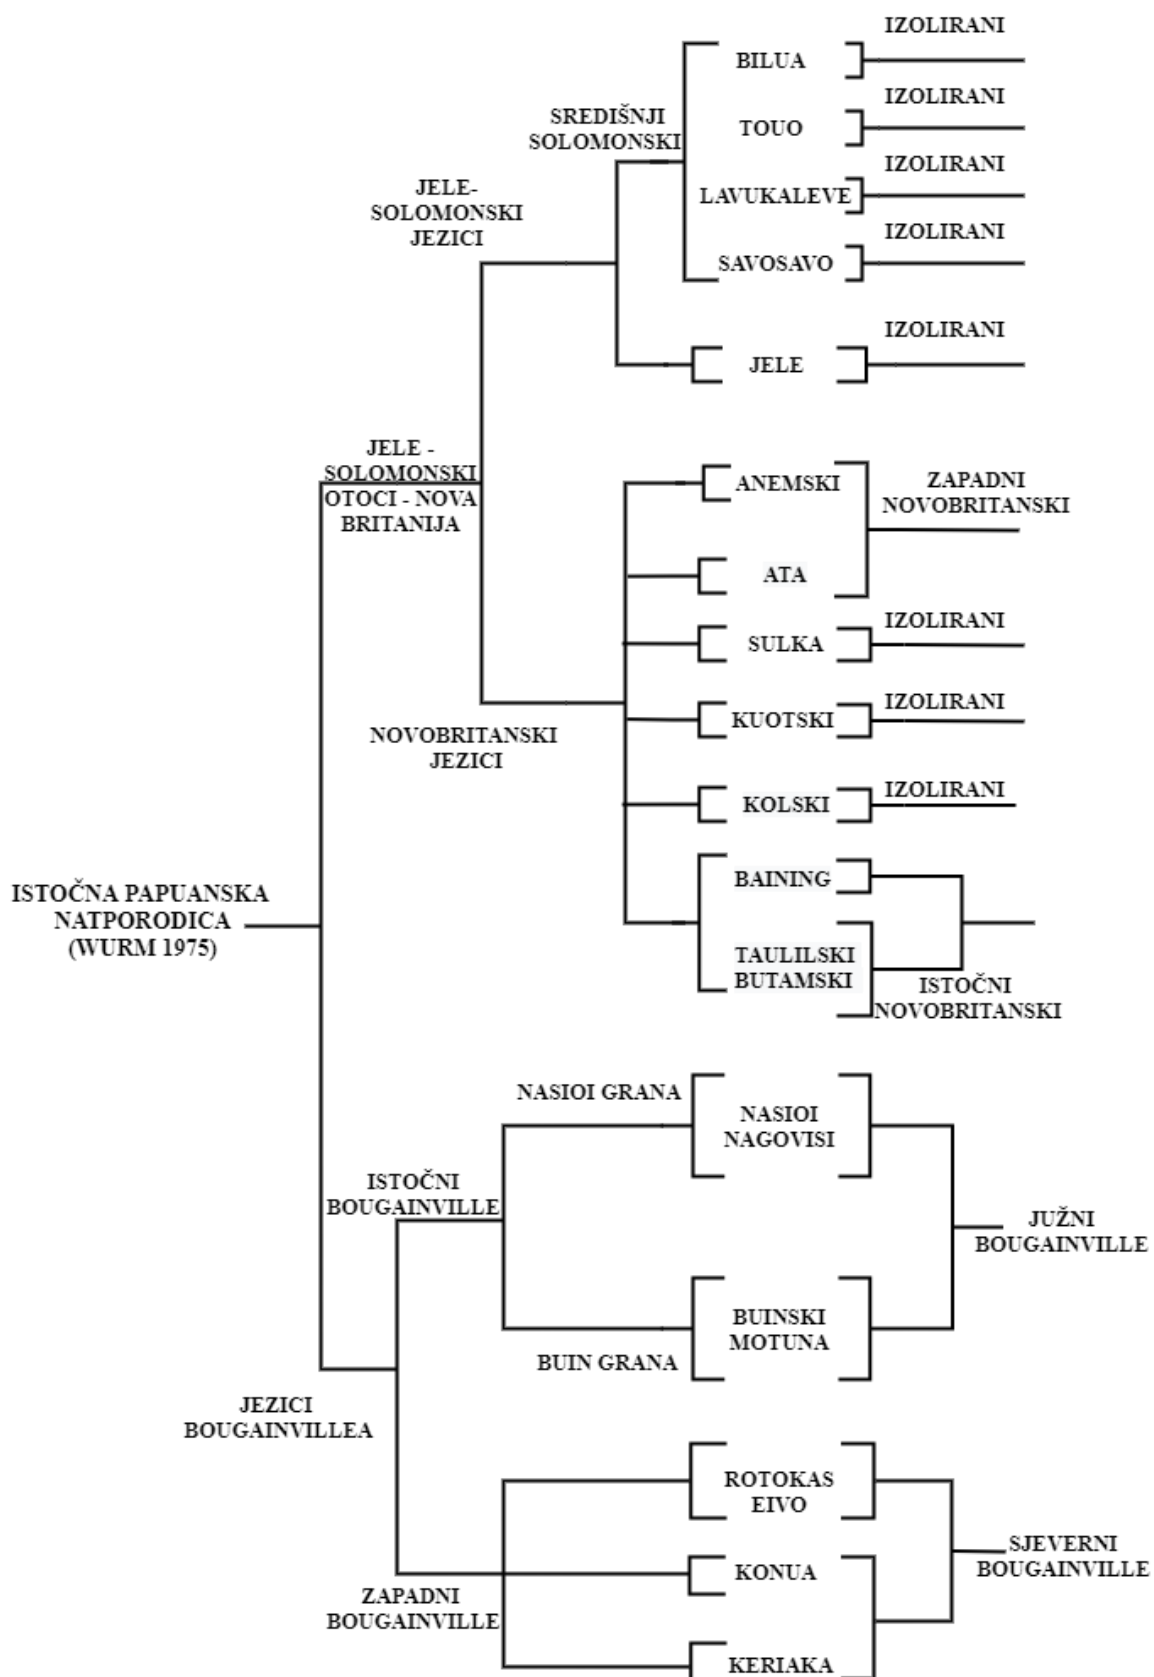 IZOLIRANI
BILUA
IZOLIRANI
SREDIŠNJI
SOLOMONSKI
TOUO
IZOLIRANI
JELE-
SOLOMONSKI
JEZICI
LAVUKALEVE
IZOLIRANI
SAVOSAVO
IZOLIRANI
JELE
JELE -
SOLOMONSKI
OTOCI - NOVA
BRITANIJA
ANEMSKI
ZAPADNI
NOVOBRITANSKI
ATA
IZOLIRANI
SULKA
IZOLIRANI
KUOTSKI
NOVOBRITANSKI
JEZICI
IZOLIRANI
KOLSKI
ISTOČNA PAPUANSKA
NATPORODICA
(WURM 1975)
BAINING
TAULILSKI
BUTAMSKI
ISTOČNI
NOVOBRITANSKI
NASIOI GRANA
NASIOI
NAGOVISI
ISTOČNI
BOUGAINVILLE
JUŽNI
BOUGAINVILLE
BUINSKI
MOTUNA
BUIN GRANA
JEZICI
BOUGAINVILLEA
ROTOKAS
EIVO
SJEVERNI
BOUGAINVILLE
KONUA
ZAPADNI
BOUGAINVILLE
KERIAKA